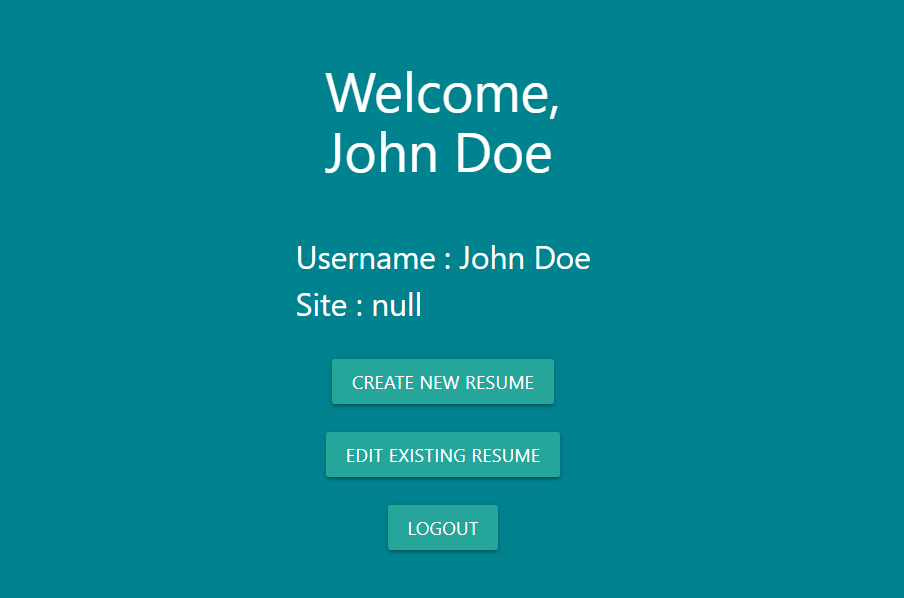 Welcome,
John Doe
Username : John Doe
Site : null
CREATE NEW RESUME
EDIT EXISTING RESUME
LOGOUT